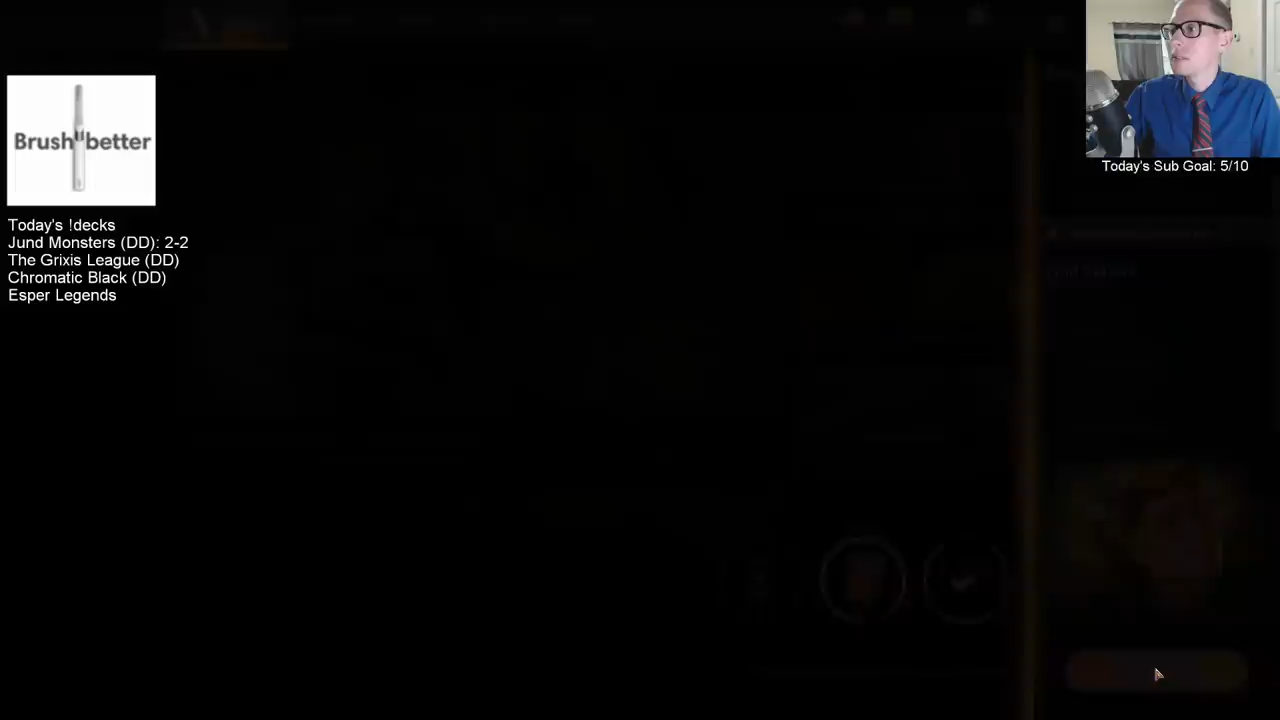 Brush better
Today's !decks
Jund Monsters (DD): 2-2
The Grixis League (DD)
Chromatic Black (DD)
Esper Legends
Today's Sub Goal: 5/10